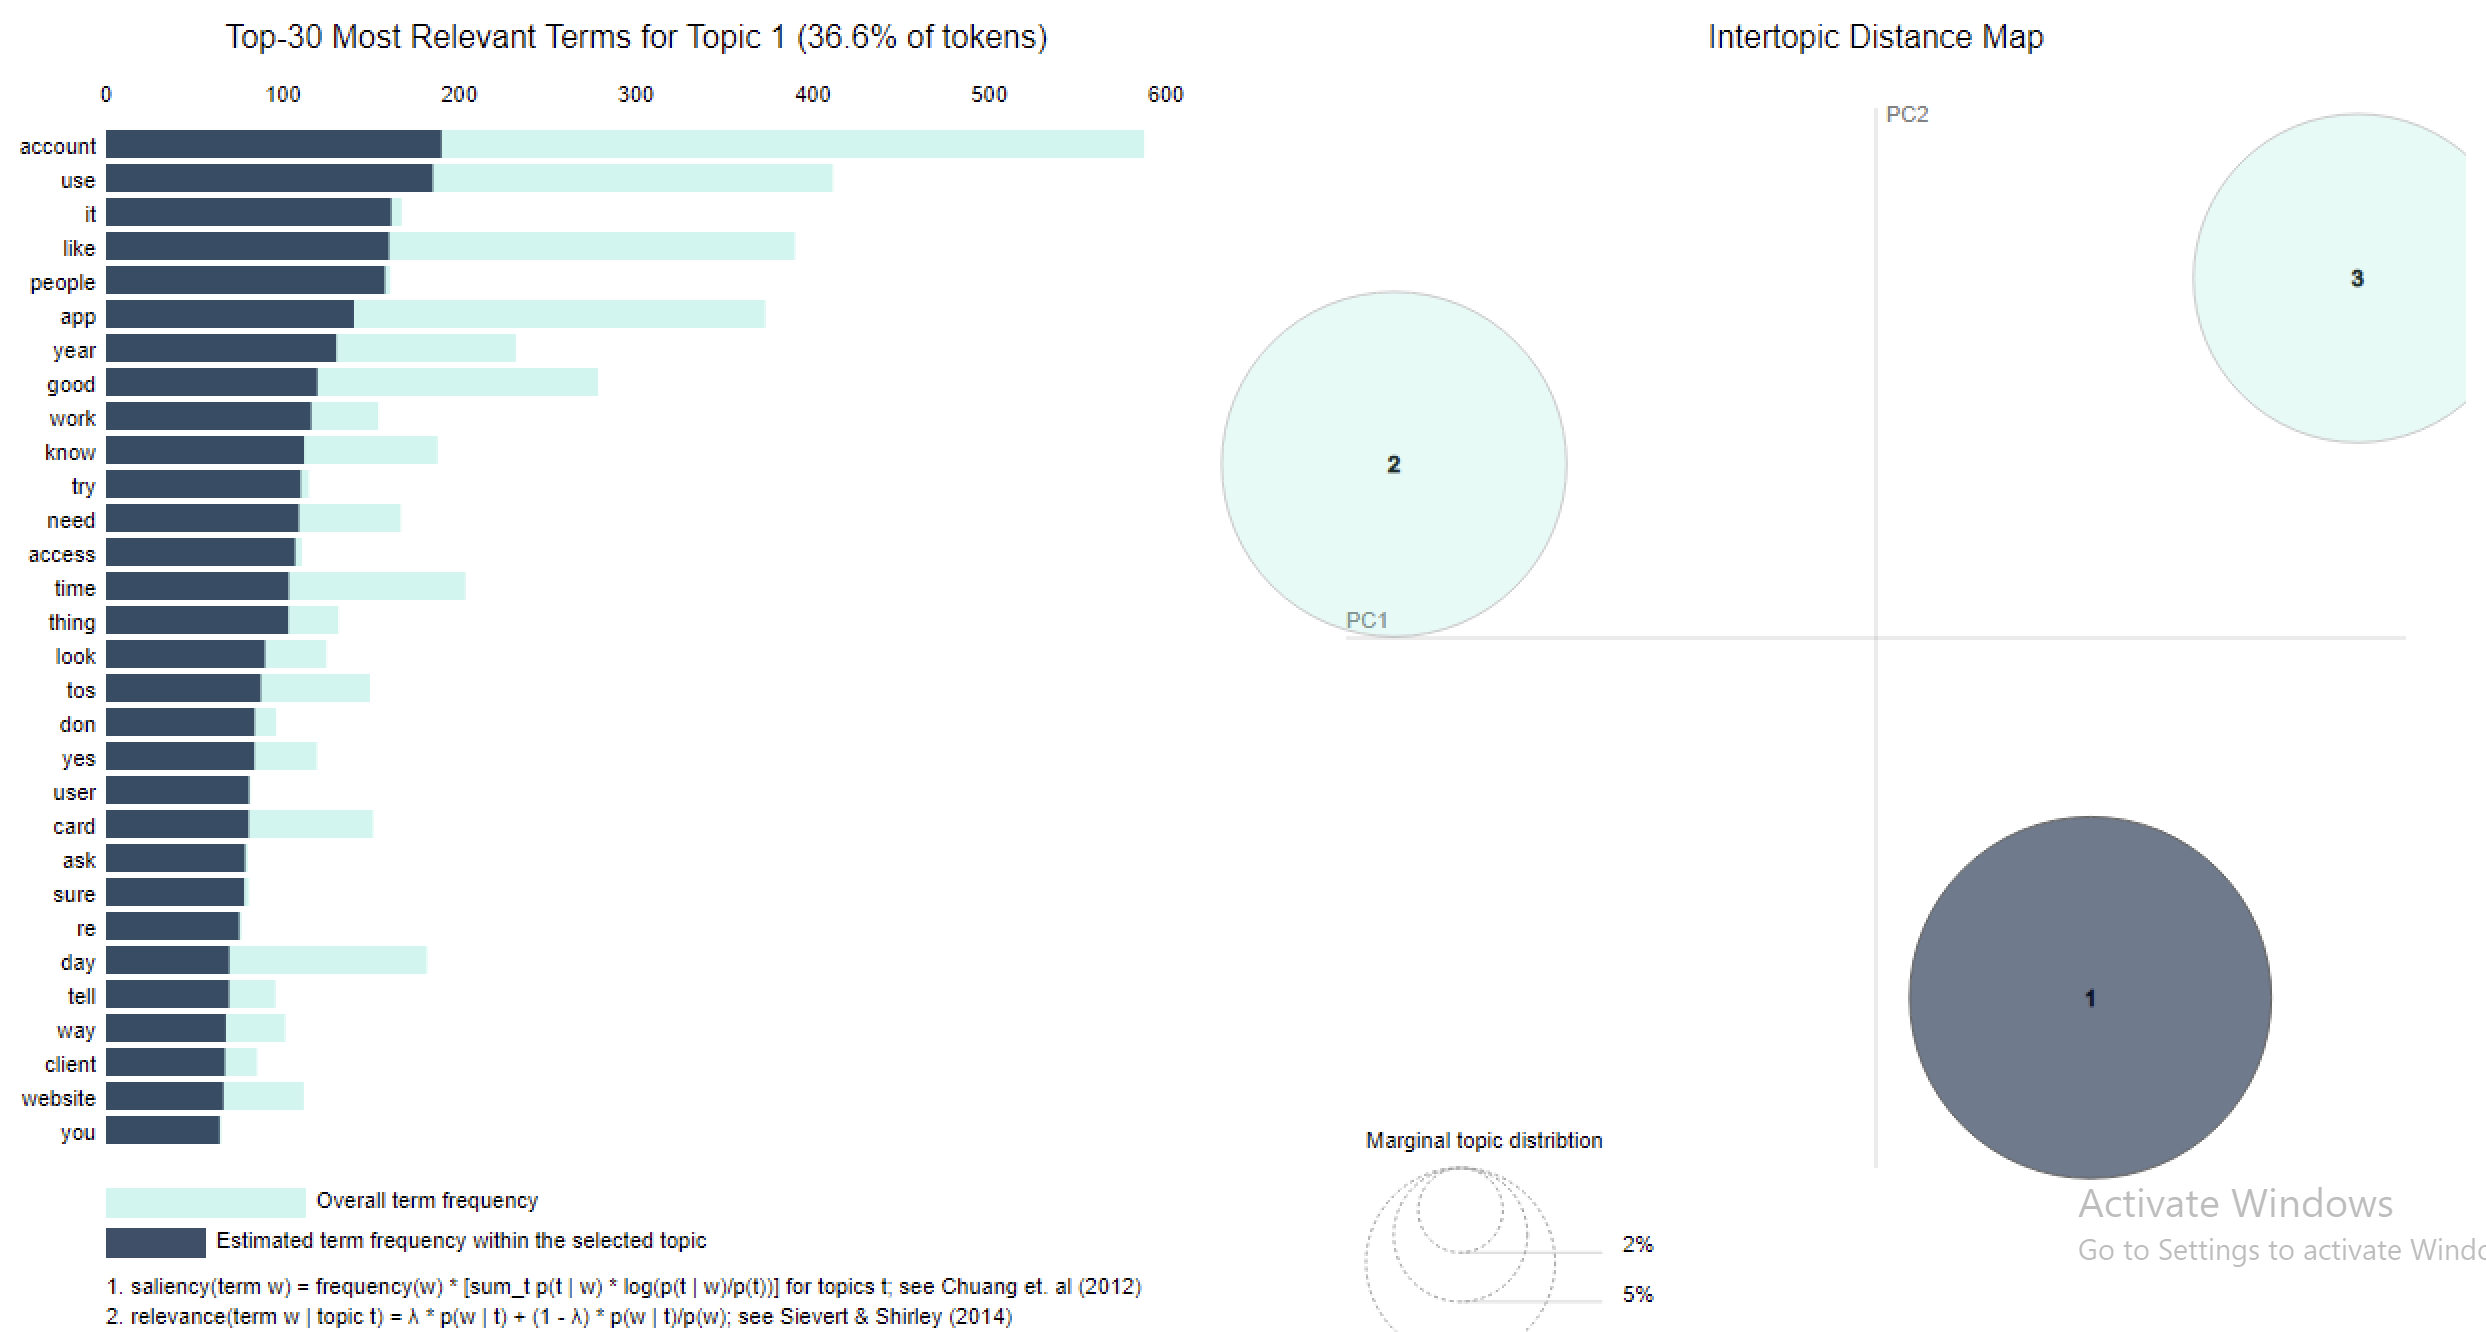 Top-30 Most Relevant Terms for Topic 1 (36.6% of tokens)
0 100 200 300 400 500 600
account
use
it
like
people
app
year
good
work
know
try
need
access
time
thing
look
tos
don
yes
user
card
ask
sure
re
day
tell
way
client
website
you
Overall term frequency
Estimated term frequency within the selected topic
1. saliency(term w) = frequency(w) * [sum_t p(t | w) * log(p(t | w)/p(t))] for topics t; see Chuang et. al (2012)
2. relevance(term w | topic t) = λ * p(w | t) + (1 - λ) * p(w | t)/p(w); see Sievert & Shirley (2014)
Intertopic Distance Map
PC2
3
2
PC1
1
Marginal topic distribtion
2%
5%
Activate Windows
Go to Settings to activate Windo